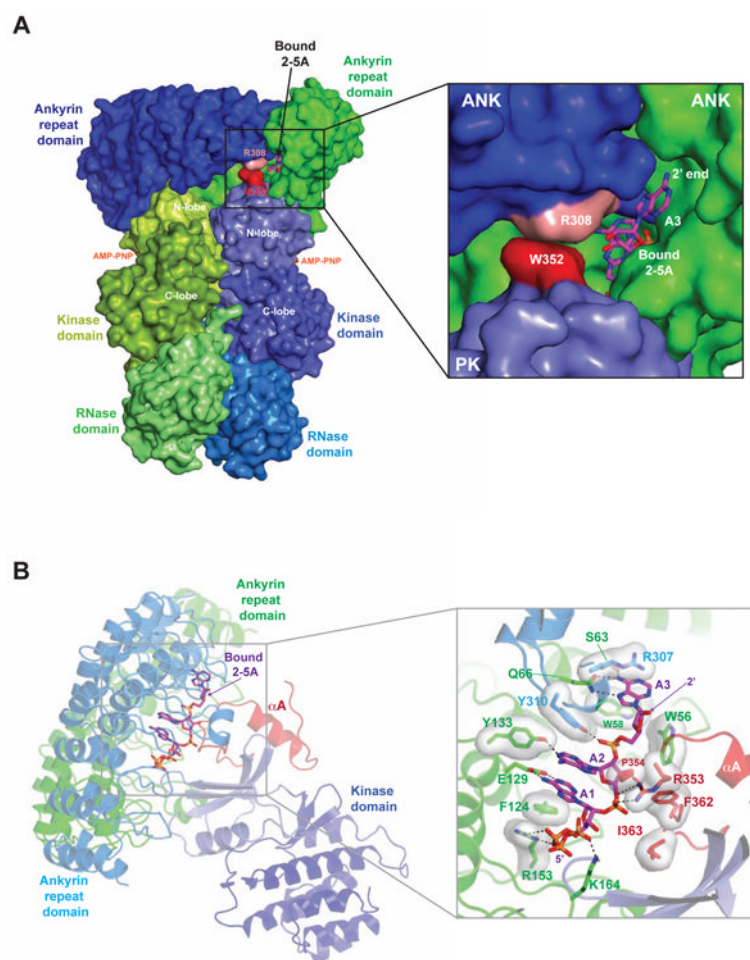 A
Bound
2-5A
Ankyrin
repeat
domain
Ankyrin
repeat
domain
R308
W352
N-lobe
N-lobe
AMP-PNP
AMP-PNP
C-lobe
C-lobe
Kinase
domain
Kinase
domain
RNase
domain
RNase
domain
ANK
ANK
2' end
R308
A3
Bound
2-5A
W352
PK
B
Ankyrin
repeat
domain
Bound
2-5A
αA
Kinase
domain
Ankyrin
repeat
domain
S63
R307
Q66
A3
2'
Y310
W58
W56
Y133
A2
P354
αA
E129
A1
R353
F124
F362
I363
5'
R153
K164